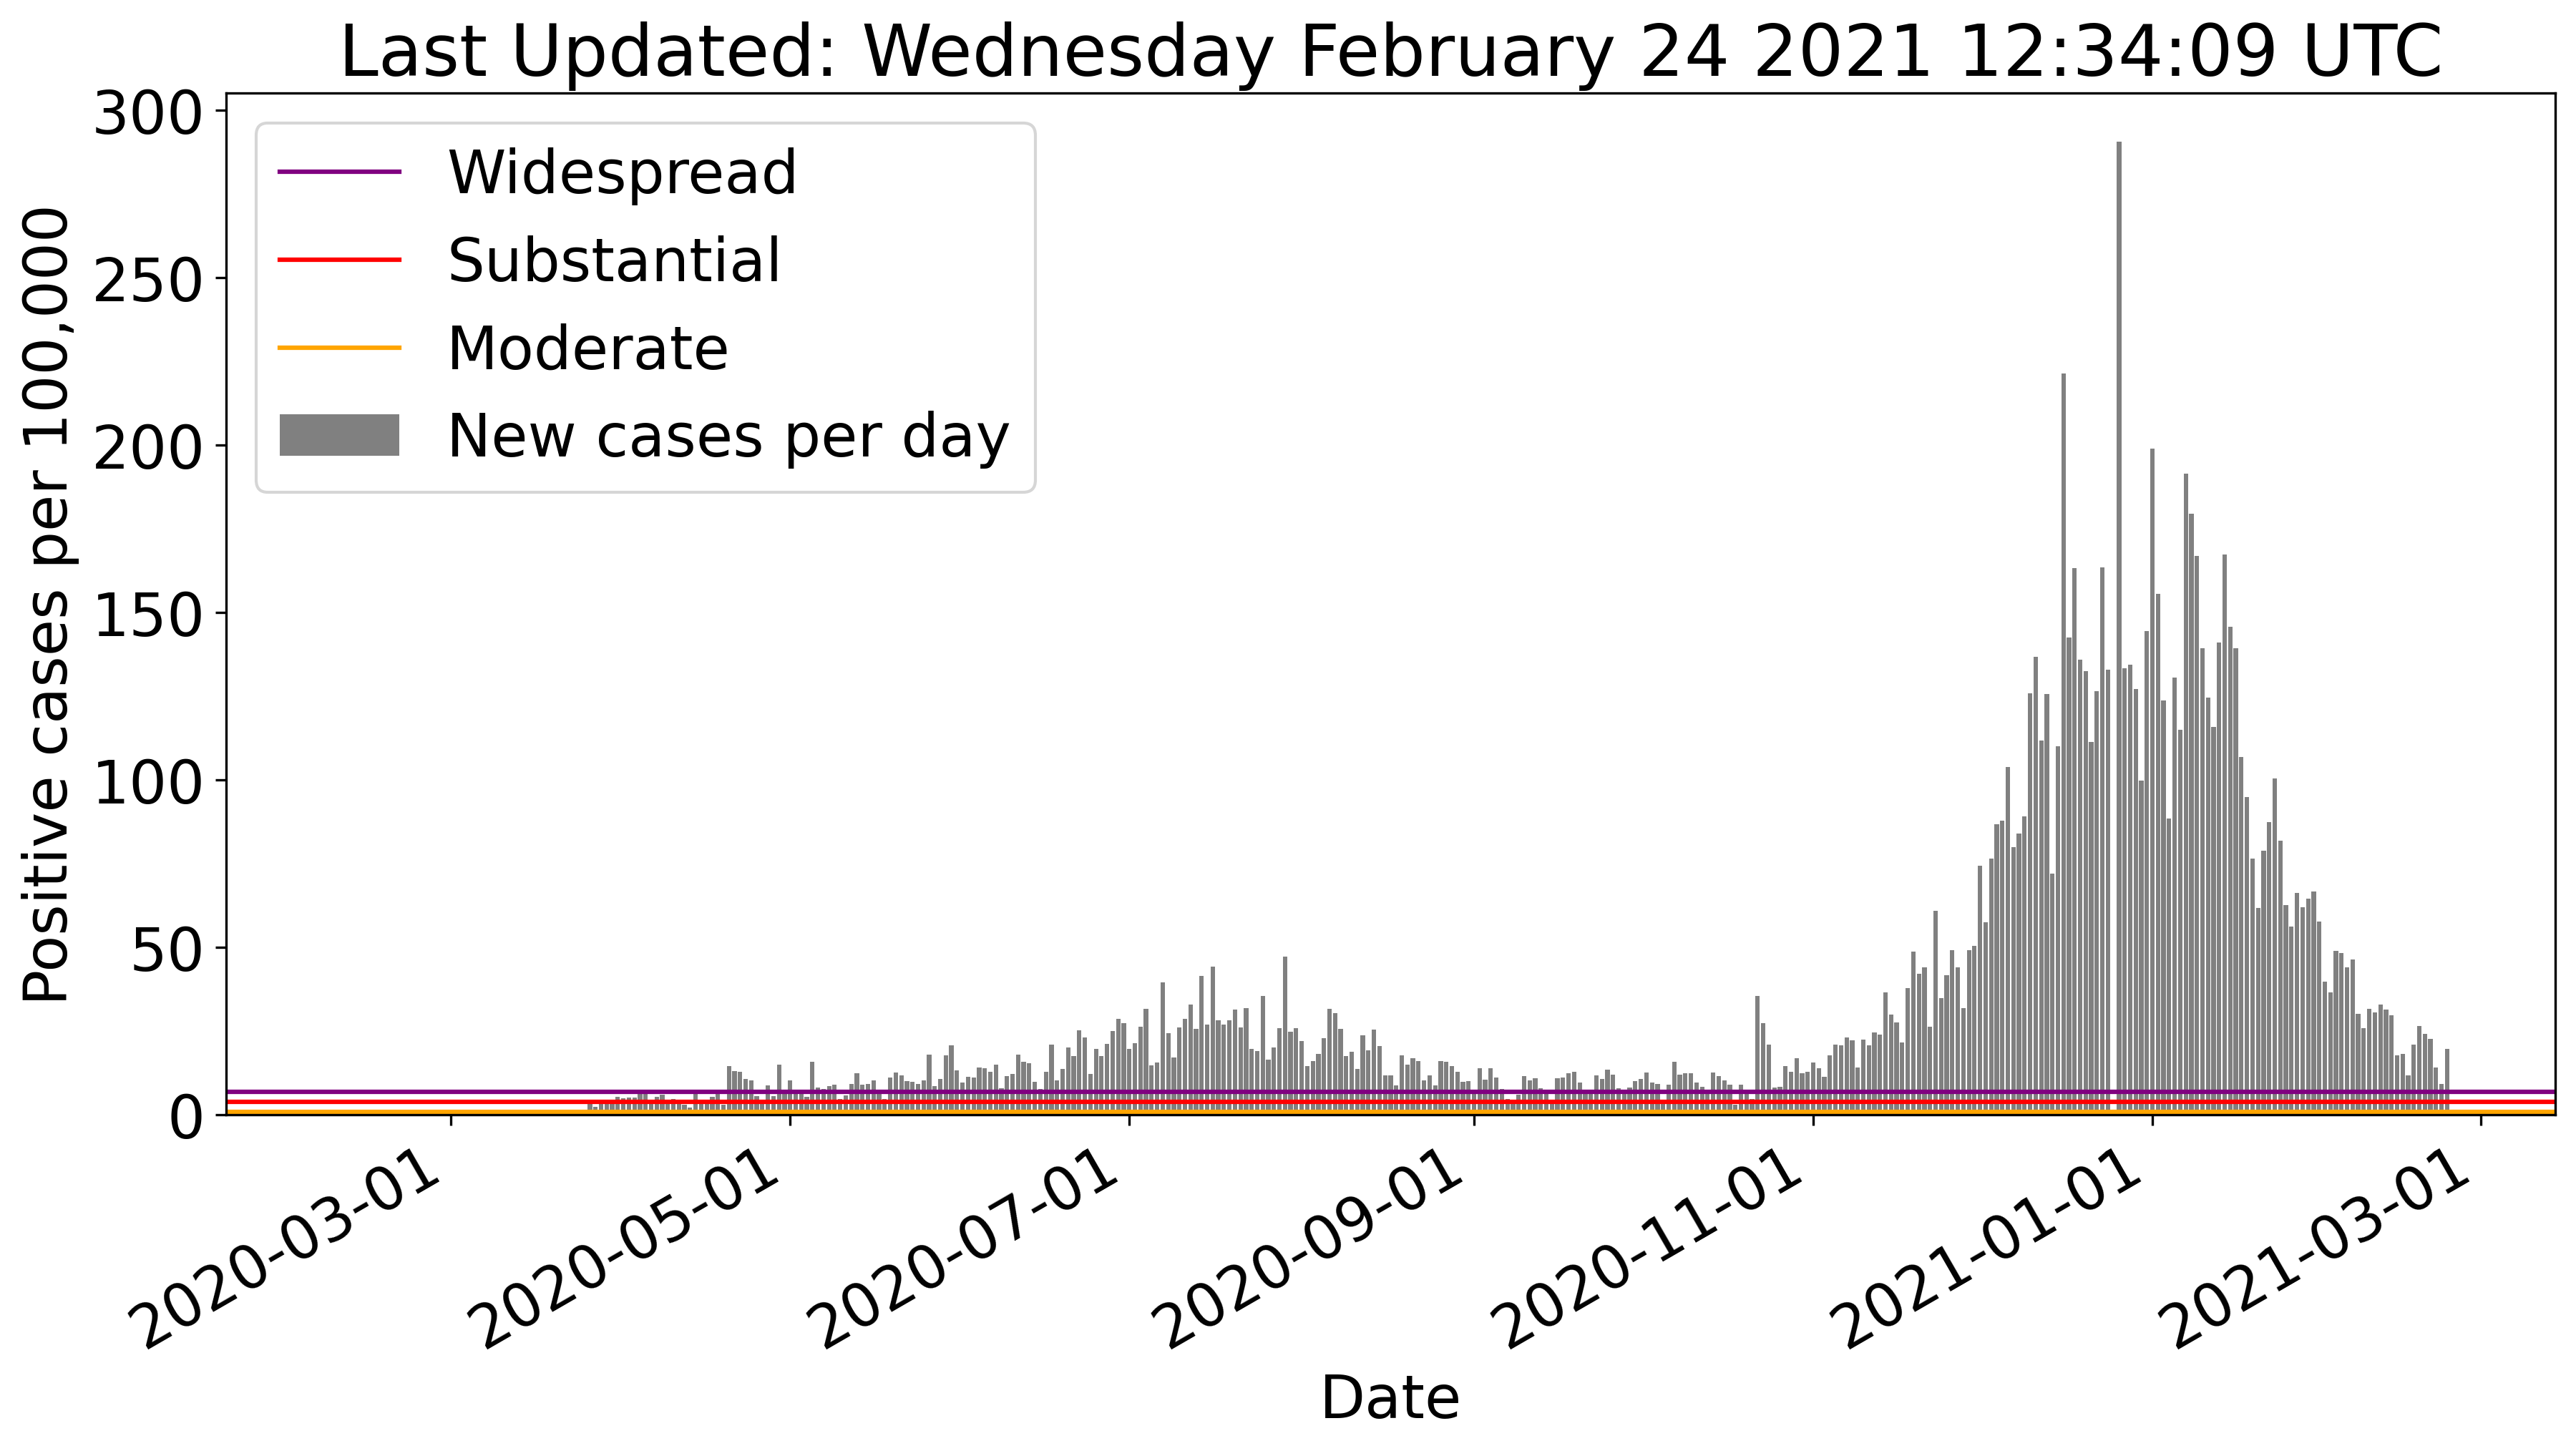 Last Updated: Wednesday February 24 2021 12:34:09 UTC
Positive cases per 100,000
300
250
200
150
100
50
0
Widespread
Substantial
Moderate
New cases per day
2020-03-01
2020-05-01
2020-07-01
2020-09-01
2020-11-01
2021-01-01
2021-03-01
Date